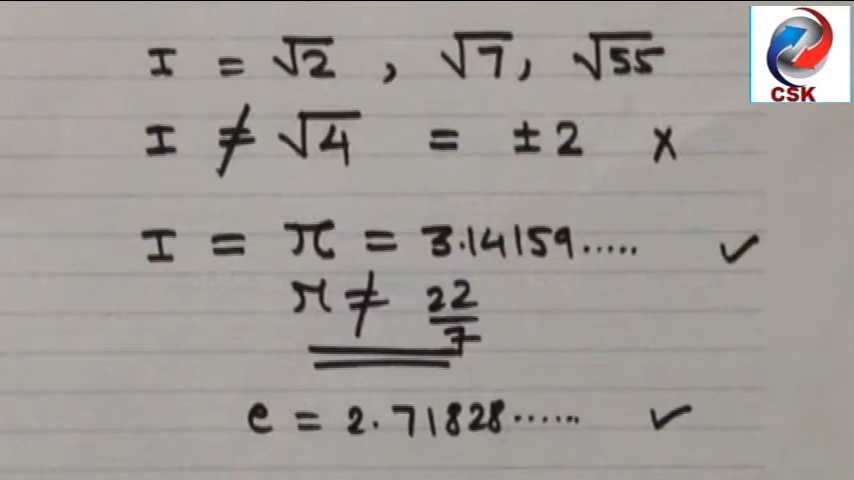 I = √2 , √7, √55
CSK
I ≠ √4 = ±2 ×
I = π = 3.14159..... ✓
π ≠ 22/7
e = 2.71828...... ✓